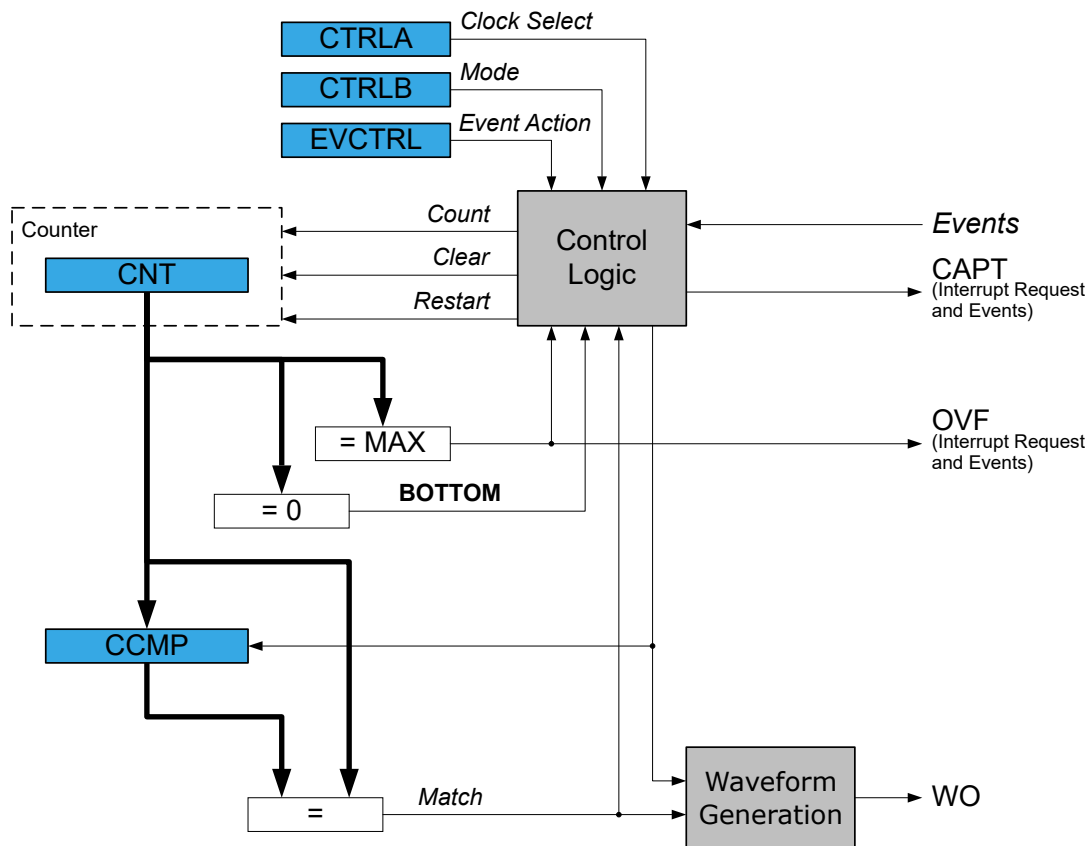 CTRLA
Clock Select
CTRLB
Mode
EVCTRL
Event Action
Counter
CNT
Count
Clear
Restart
Control
Logic
Events
CAPT
(Interrupt Request
and Events)
= MAX
OVF
(Interrupt Request
and Events)
= 0
BOTTOM
CCMP
=
Match
Waveform
Generation
WO